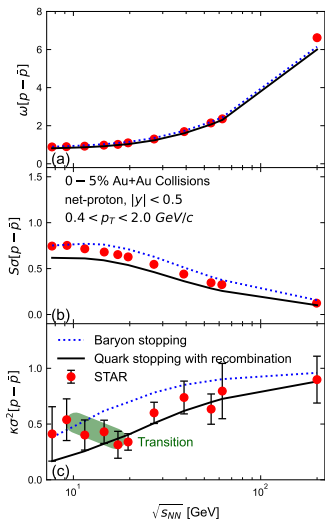 8
6
4
2
0
ω[p − p̄]
(a)
1.5
1.0
0.5
0.0
Sσ[p − p̄]
0 − 5% Au+Au Collisions
net-proton, |y| < 0.5
0.4 < p_T < 2.0 GeV/c
(b)
1.0
0.5
0.0
κσ²[p − p̄]
Baryon stopping
Quark stopping with recombination
STAR
Transition
(c)
10¹
10²
√s_NN [GeV]